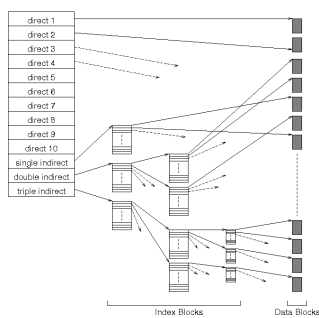 direct 1
direct 2
direct 3
direct 4
direct 5
direct 6
direct 7
direct 8
direct 9
direct 10
single indirect
double indirect
triple indirect
Index Blocks
Data Blocks